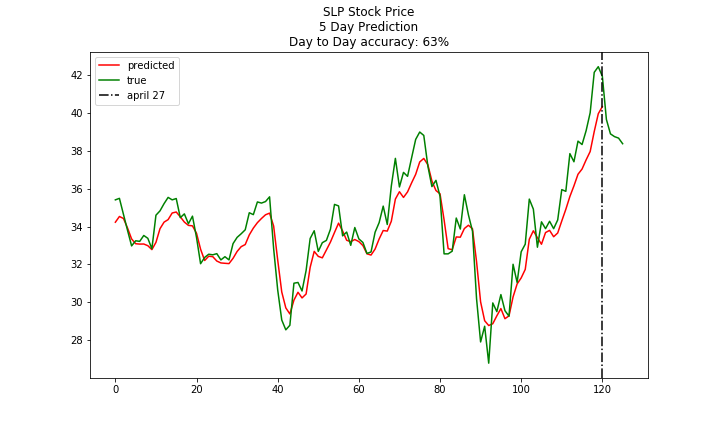 SLP Stock Price
5 Day Prediction
Day to Day accuracy: 63%
predicted
true
april 27
42
40
38
36
34
32
30
28
0 20 40 60 80 100 120